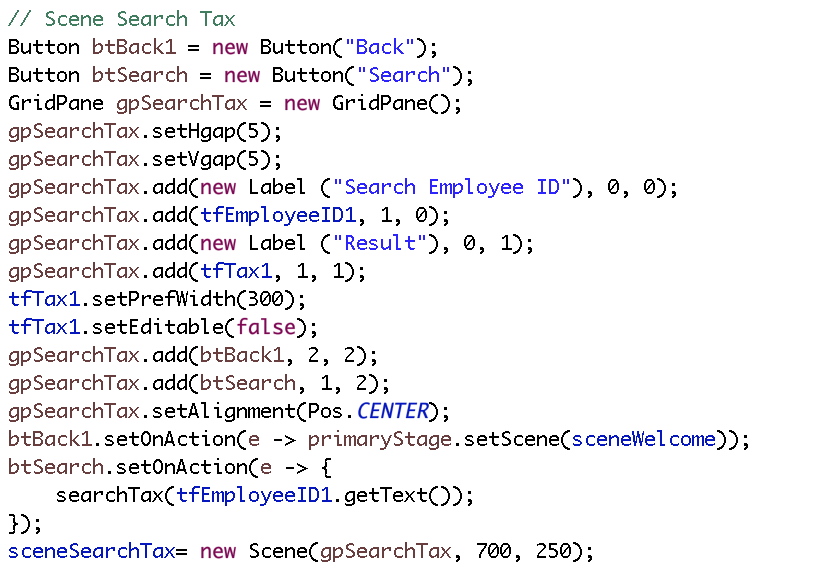 // Scene Search Tax
Button btBack1 = new Button("Back");
Button btSearch = new Button("Search");
GridPane gpSearchTax = new GridPane();
gpSearchTax.setHgap(5);
gpSearchTax.setVgap(5);
gpSearchTax.add(new Label ("Search Employee ID"), 0, 0);
gpSearchTax.add(tfEmployeeID1, 1, 0);
gpSearchTax.add(new Label ("Result"), 0, 1);
gpSearchTax.add(tfTax1, 1, 1);
tfTax1.setPrefWidth(300);
tfTax1.setEditable(false);
gpSearchTax.add(btBack1, 2, 2);
gpSearchTax.add(btSearch, 1, 2);
gpSearchTax.setAlignment(Pos.CENTER);
btBack1.setOnAction(e -> primaryStage.setScene(sceneWelcome));
btSearch.setOnAction(e -> {
    searchTax(tfEmployeeID1.getText());
});
sceneSearchTax= new Scene(gpSearchTax, 700, 250);